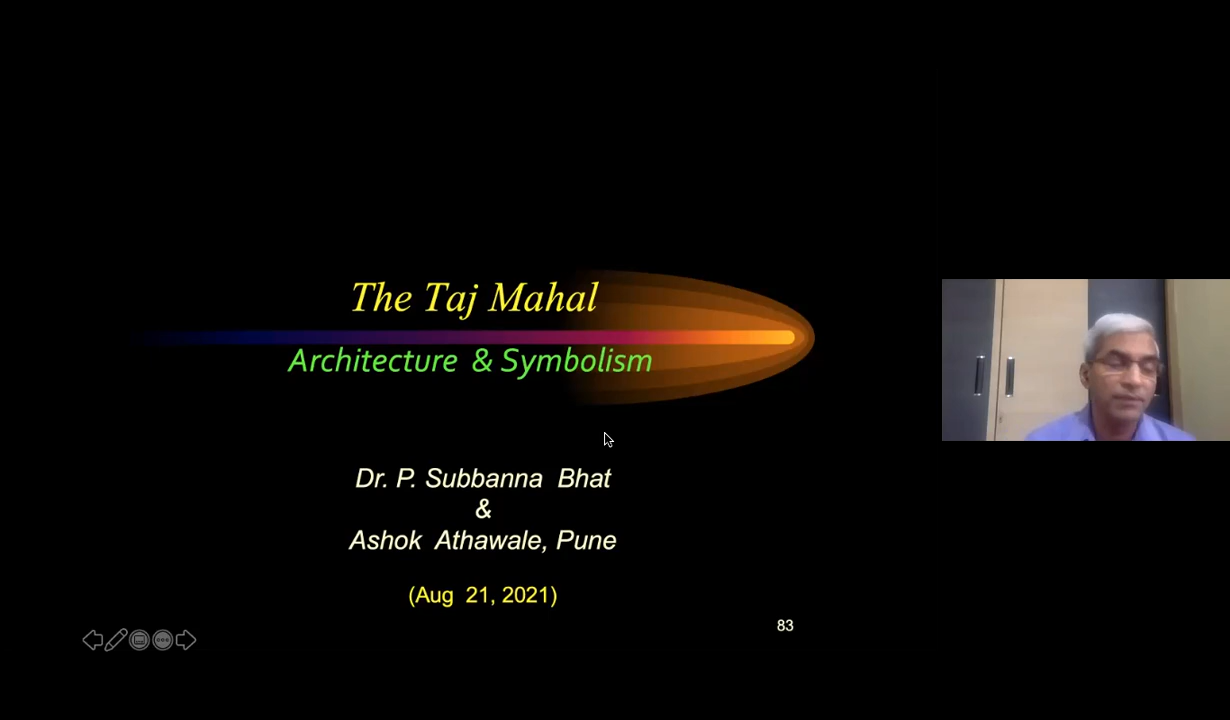 The Taj Mahal
Architecture & Symbolism
Dr. P. Subbanna Bhat
&
Ashok Athawale, Pune
(Aug 21, 2021)
83